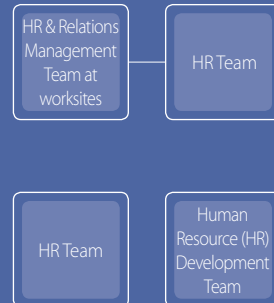 HR & Relations
Management
Team at
worksites
HR Team
HR Team
Human
Resource (HR)
Development
Team